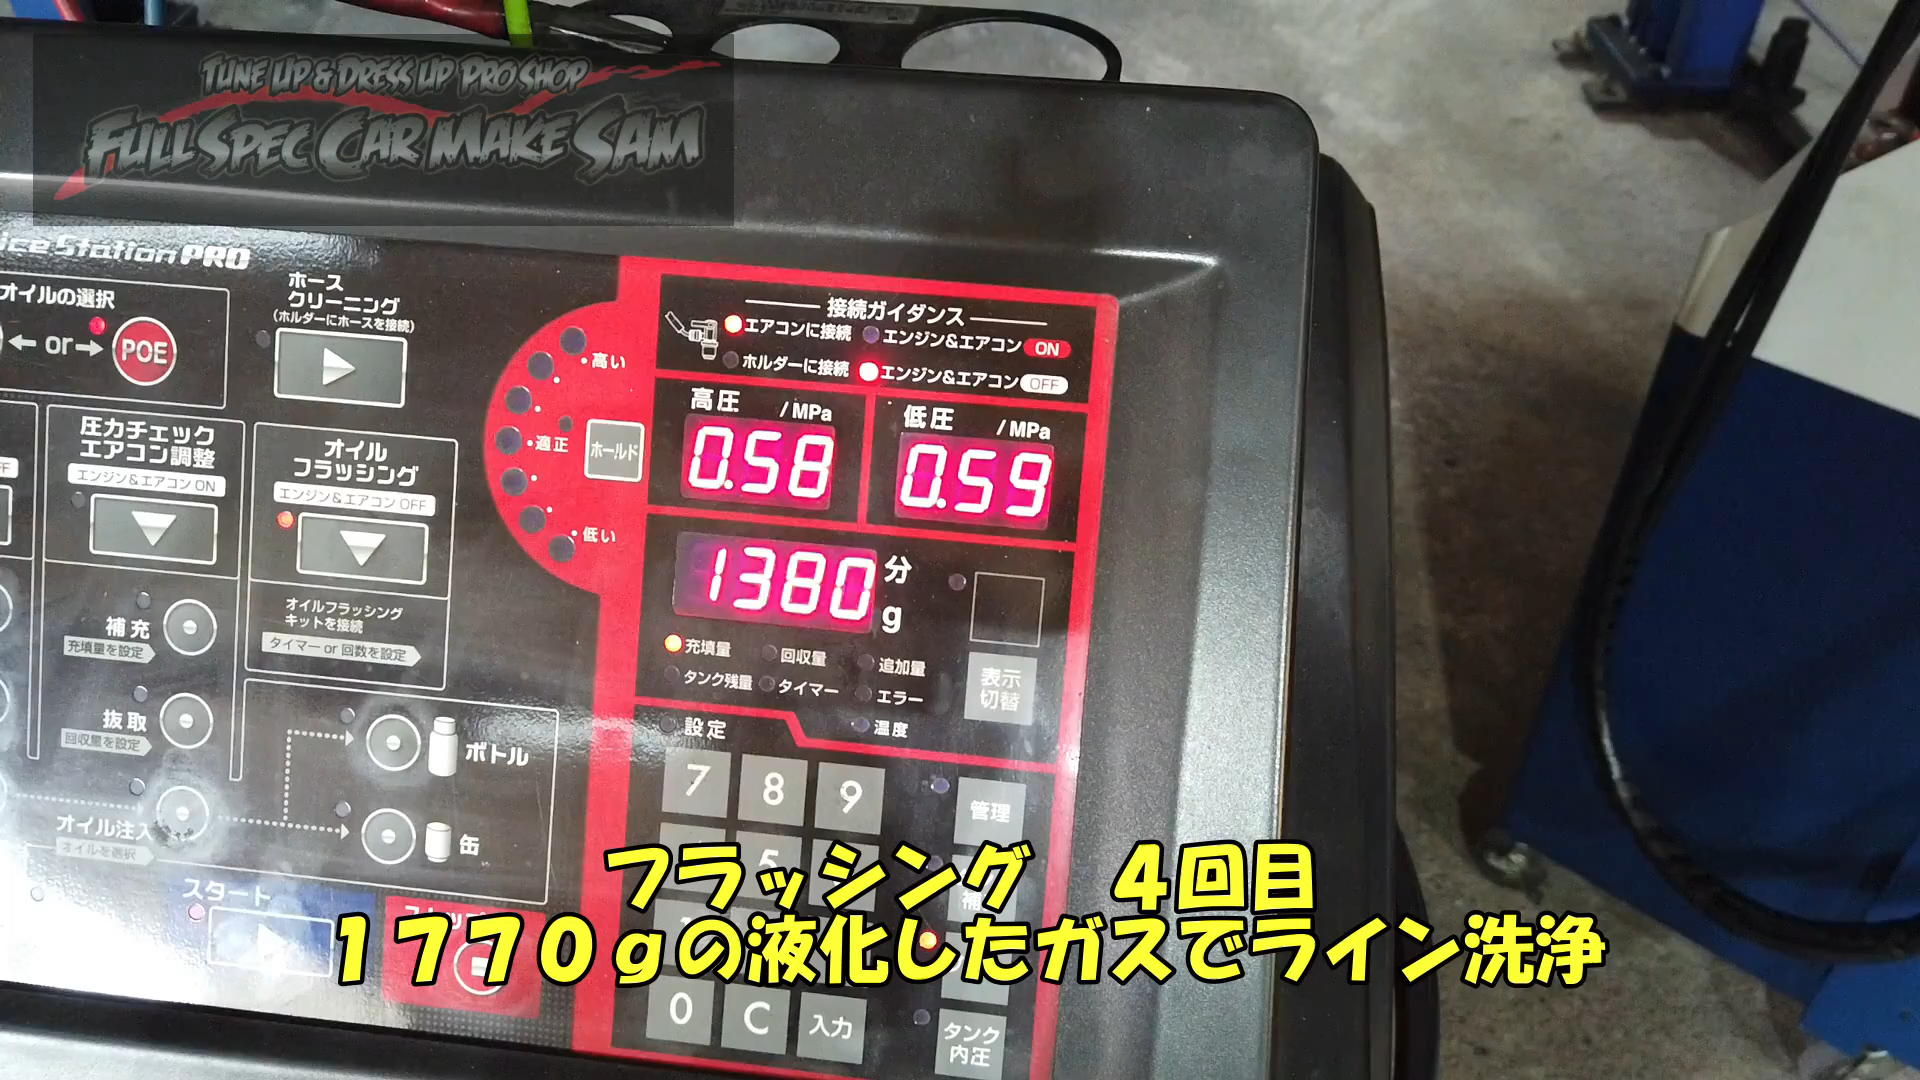 TUNE UP & DRESS UP PRO SHOP
FULL SPEC CAR MAKE SAM
ice Station PRO
オイルの選択
←or→ POE
ホース
クリーニング
(ホルダーにホースを接続)
圧力チェック
エアコン調整
エンジン&エアコン ON
オイル
フラッシング
エンジン&エアコン OFF
オイルフラッシング
キットを接続
タイマー or 回数を設定
補充
充填量を設定
抜取
回収量を設定
オイル注入
オイルを選択
ボトル
缶
スタート
高い
適正
低い
ホールド
接続ガイダンス
エアコンに接続 エンジン&エアコン ON
ホルダーに接続 エンジン&エアコン OFF
高圧 /MPa
0.58
低圧 /MPa
0.59
1380 分
g
充填量 回収量 追加量
タンク残量 タイマー エラー
温度
表示
切替
設定
7 8 9
管理
5
補
0 C 入力
タンク
内圧
フラッシング 4回目
1770gの液化したガスでライン洗浄